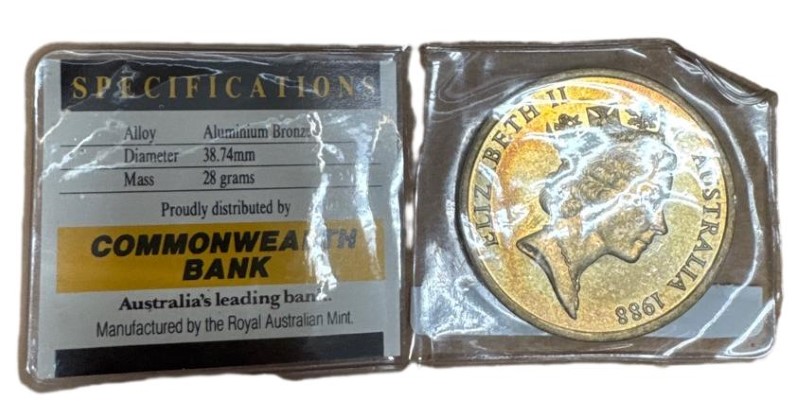 SPECIFICATIONS
Alloy Aluminium Bronze
Diameter 38.74mm
Mass 28 grams
Proudly distributed by
COMMONWEALTH
BANK
Australia's leading bank.
Manufactured by the Royal Australian Mint.
ELIZABETH II
AUSTRALIA 1988